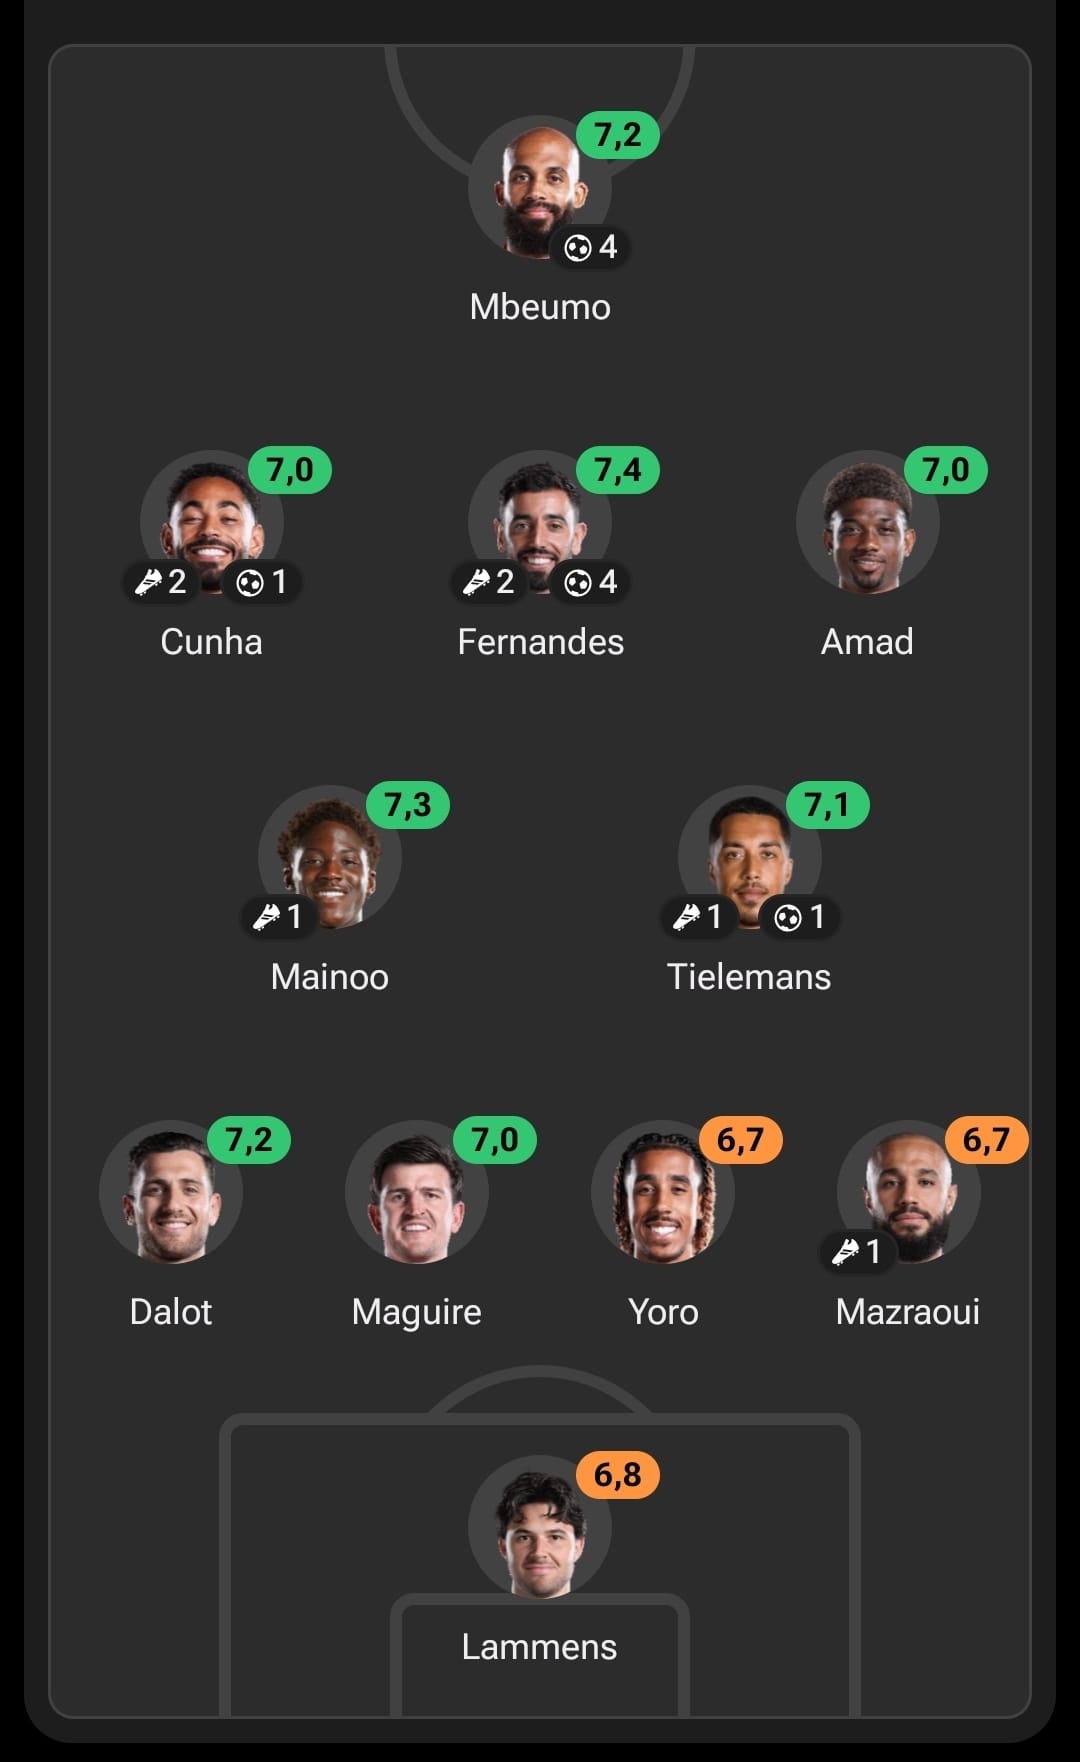 7,2
4
Mbeumo
7,0 7,4 7,0
2 1 2 4
Cunha Fernandes Amad
7,3 7,1
1 1 1
Mainoo Tielemans
7,2 7,0 6,7 6,7
1
Dalot Maguire Yoro Mazraoui
6,8
Lammens